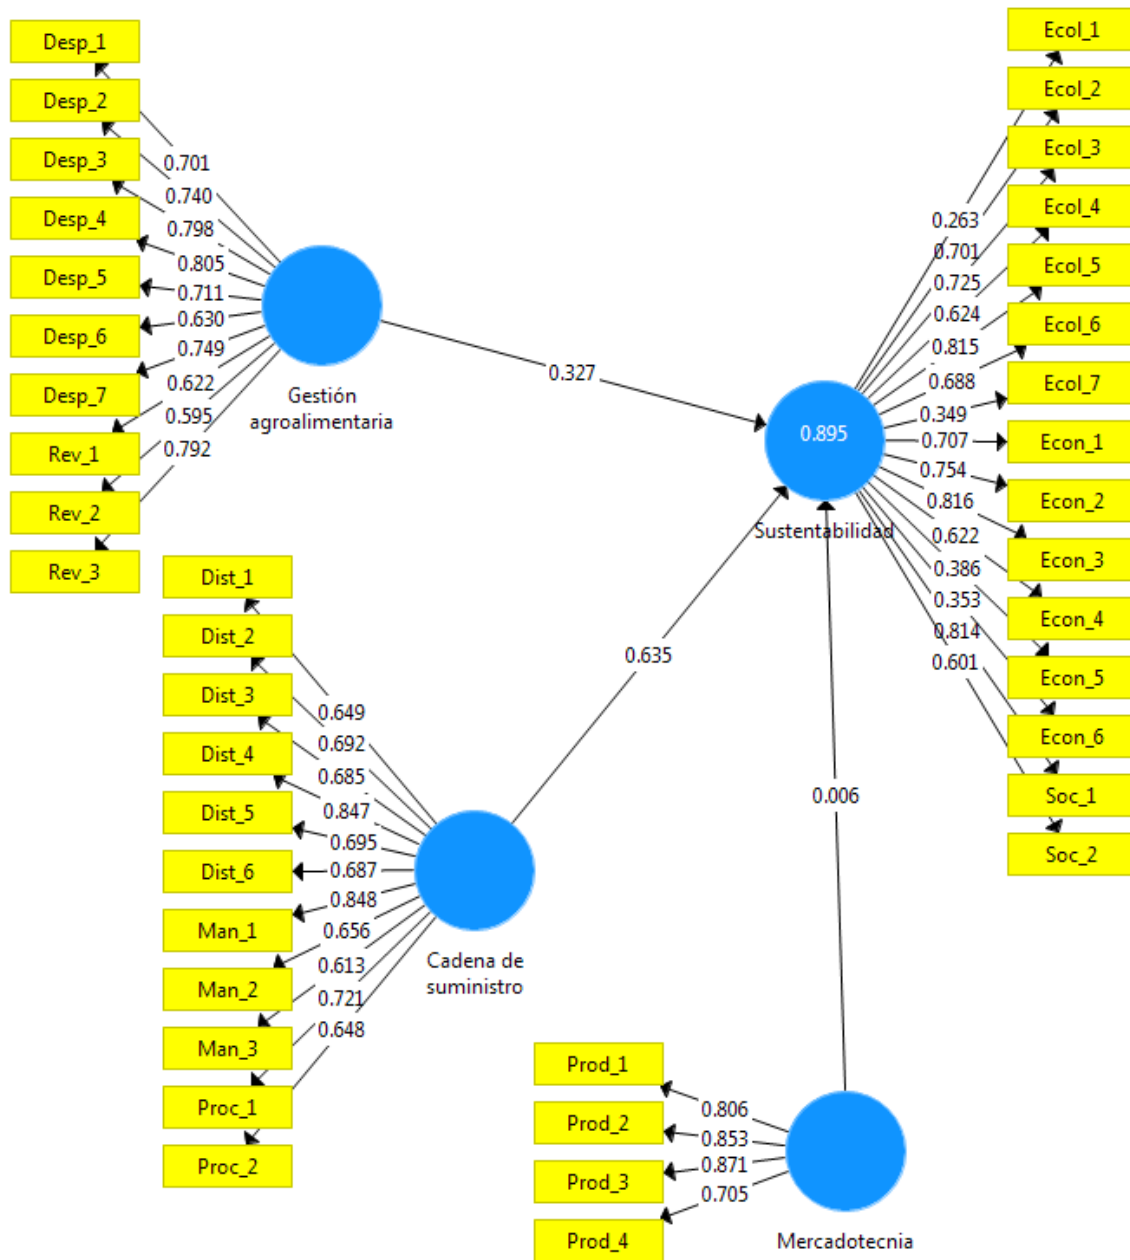 Desp_1
Desp_2
Desp_3
Desp_4
Desp_5
Desp_6
Desp_7
Rev_1
Rev_2
Rev_3
0.701
0.740
0.798
0.805
0.711
0.630
0.749
0.622
0.595
0.792
Gestión
agroalimentaria
0.327
Dist_1
Dist_2
Dist_3
Dist_4
Dist_5
Dist_6
Man_1
Man_2
Man_3
Proc_1
Proc_2
0.649
0.692
0.685
0.847
0.695
0.687
0.848
0.656
0.613
0.721
0.648
Cadena de
suministro
0.635
Prod_1
Prod_2
Prod_3
Prod_4
0.806
0.853
0.871
0.705
Mercadotecnia
0.006
0.895
Sustentabilidad
0.263
0.701
0.725
0.624
0.815
0.688
0.349
0.707
0.754
0.816
0.622
0.386
0.353
0.814
0.601
Ecol_1
Ecol_2
Ecol_3
Ecol_4
Ecol_5
Ecol_6
Ecol_7
Econ_1
Econ_2
Econ_3
Econ_4
Econ_5
Econ_6
Soc_1
Soc_2